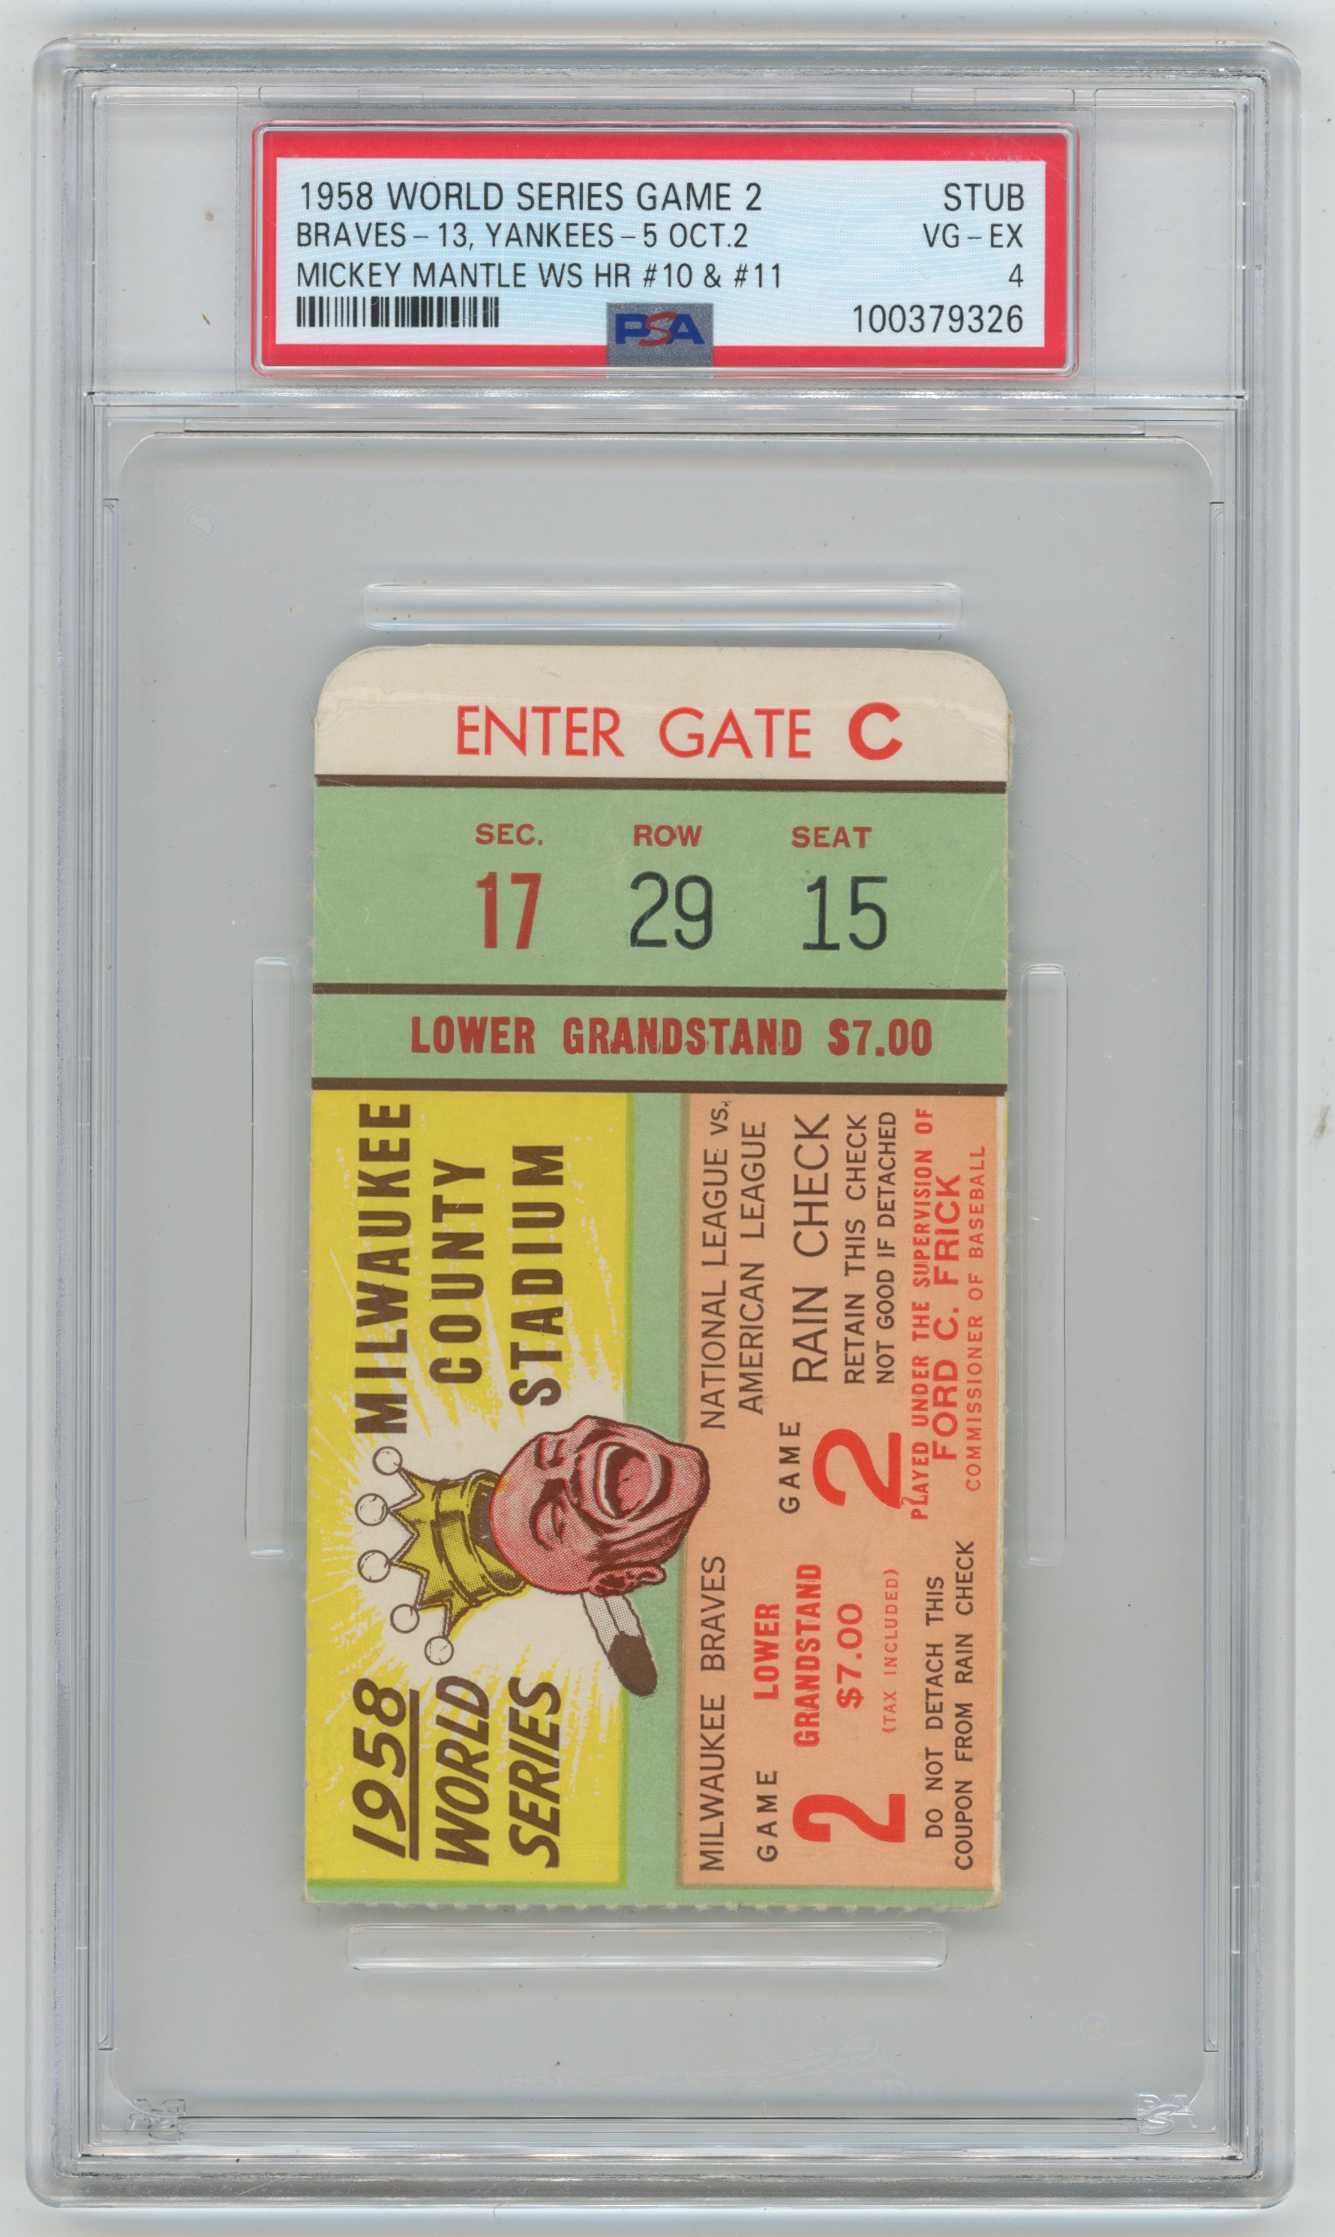 1958 WORLD SERIES GAME 2 STUB
BRAVES-13, YANKEES-5 OCT.2 VG-EX
MICKEY MANTLE WS HR #10 & #11 4
PSA 100379326
ENTER GATE C
SEC. ROW SEAT
17 29 15
LOWER GRANDSTAND $7.00
1958
WORLD
SERIES
MILWAUKEE
COUNTY
STADIUM
MILWAUKEE BRAVES
GAME
2
LOWER
GRANDSTAND
$7.00
(TAX INCLUDED)
DO NOT DETACH THIS
COUPON FROM RAIN CHECK
NATIONAL LEAGUE VS.
AMERICAN LEAGUE
GAME
2
RAIN CHECK
RETAIN THIS CHECK
NOT GOOD IF DETACHED
PLAYED UNDER THE SUPERVISION OF
FORD C. FRICK
COMMISSIONER OF BASEBALL
PSA